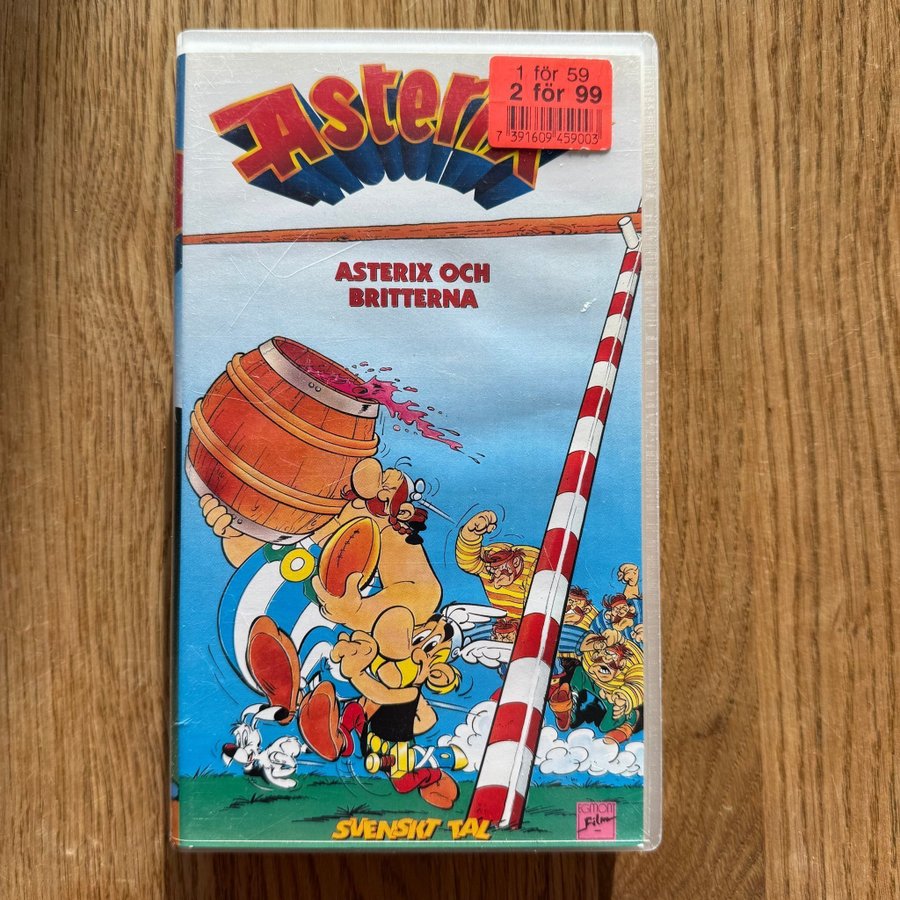 Asterix
1 för 59
2 för 99
7 391609 459003
ASTERIX OCH
BRITTERNA
SVENSKT TAL
EGMONT
Film